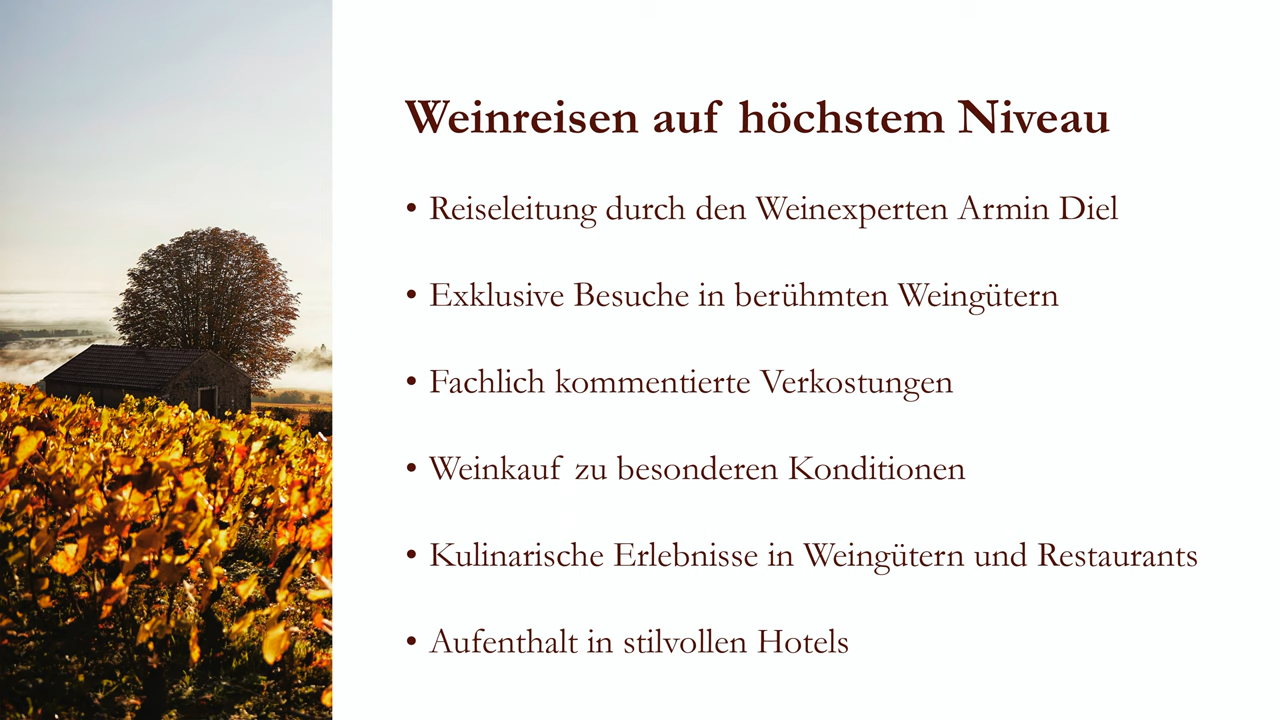 Weinreisen auf höchstem Niveau
• Reiseleitung durch den Weinexperten Armin Diel
• Exklusive Besuche in berühmten Weingütern
• Fachlich kommentierte Verkostungen
• Weinkauf zu besonderen Konditionen
• Kulinarische Erlebnisse in Weingütern und Restaurants
• Aufenthalt in stilvollen Hotels